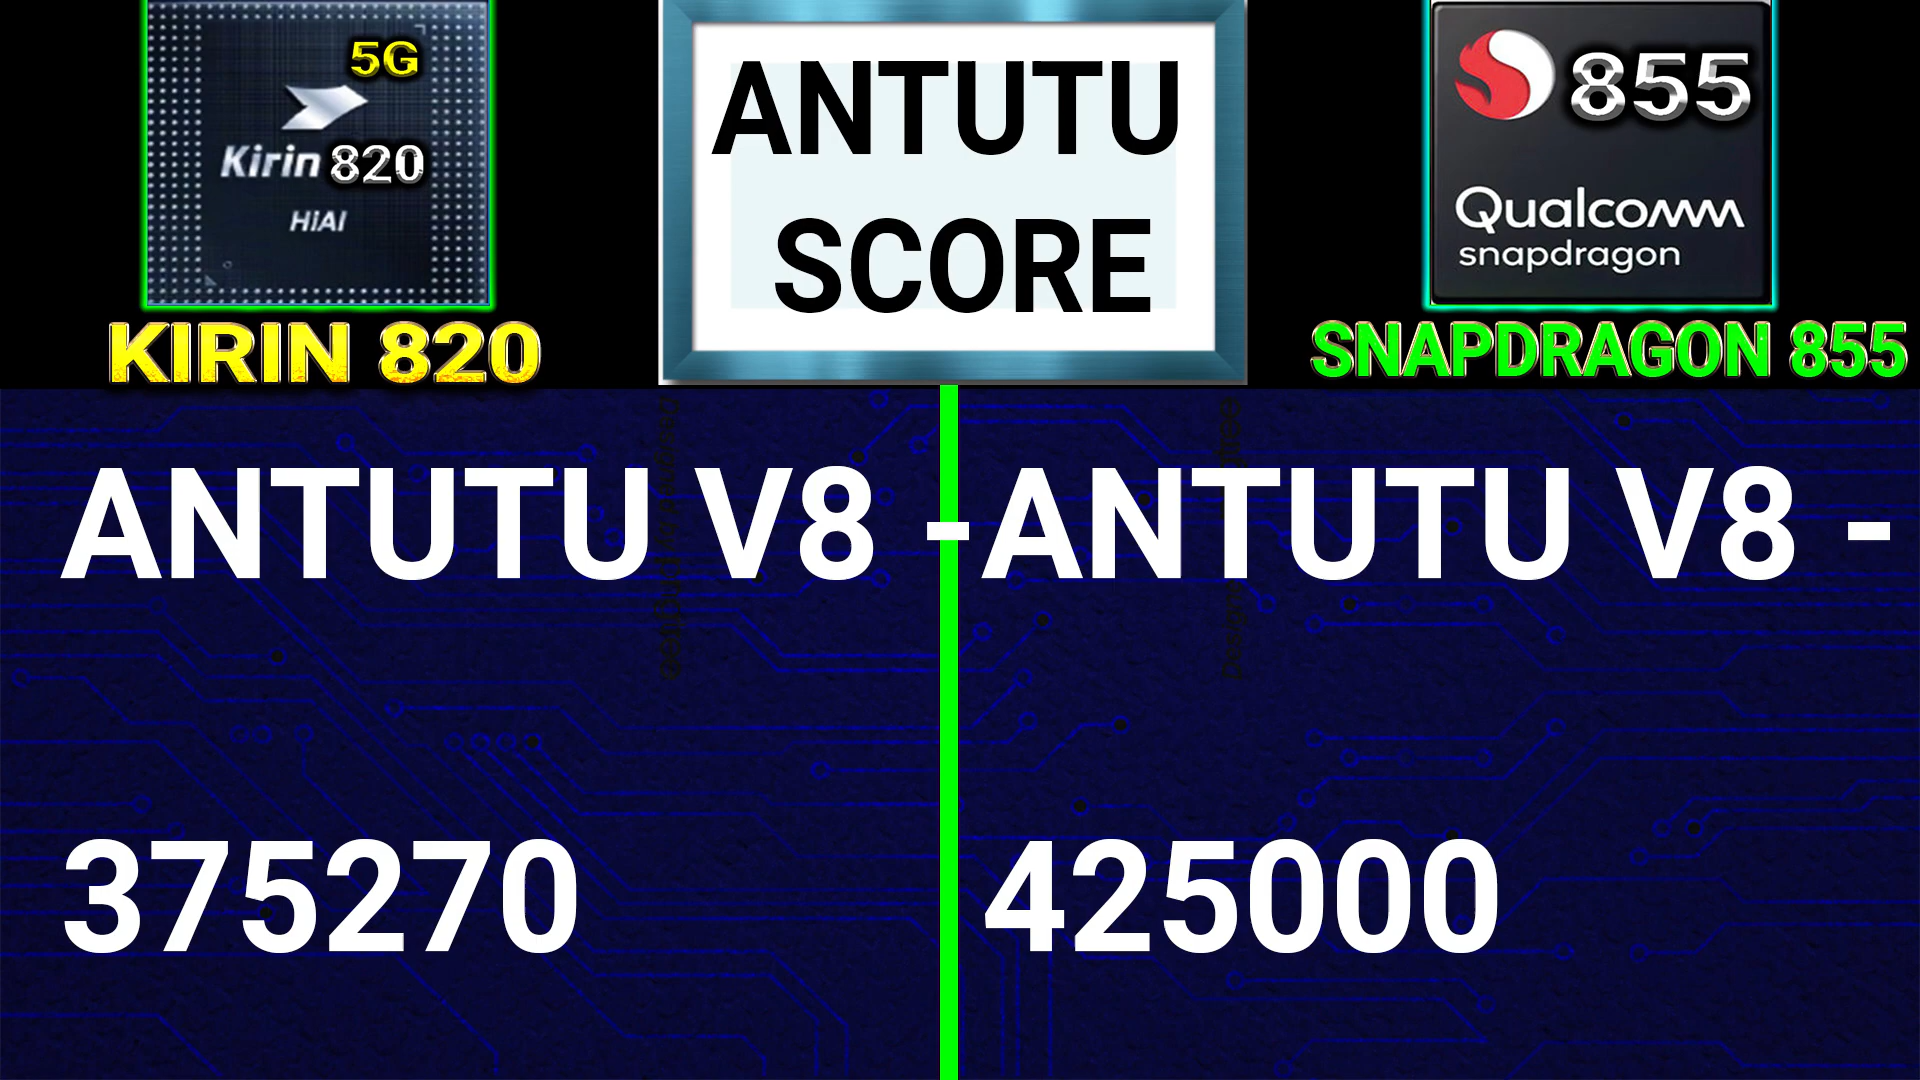 5G
Kirin 820
HiAI
KIRIN 820
ANTUTU
SCORE
855
Qualcomm
snapdragon
SNAPDRAGON 855
ANTUTU V8 -
375270
ANTUTU V8 -
425000